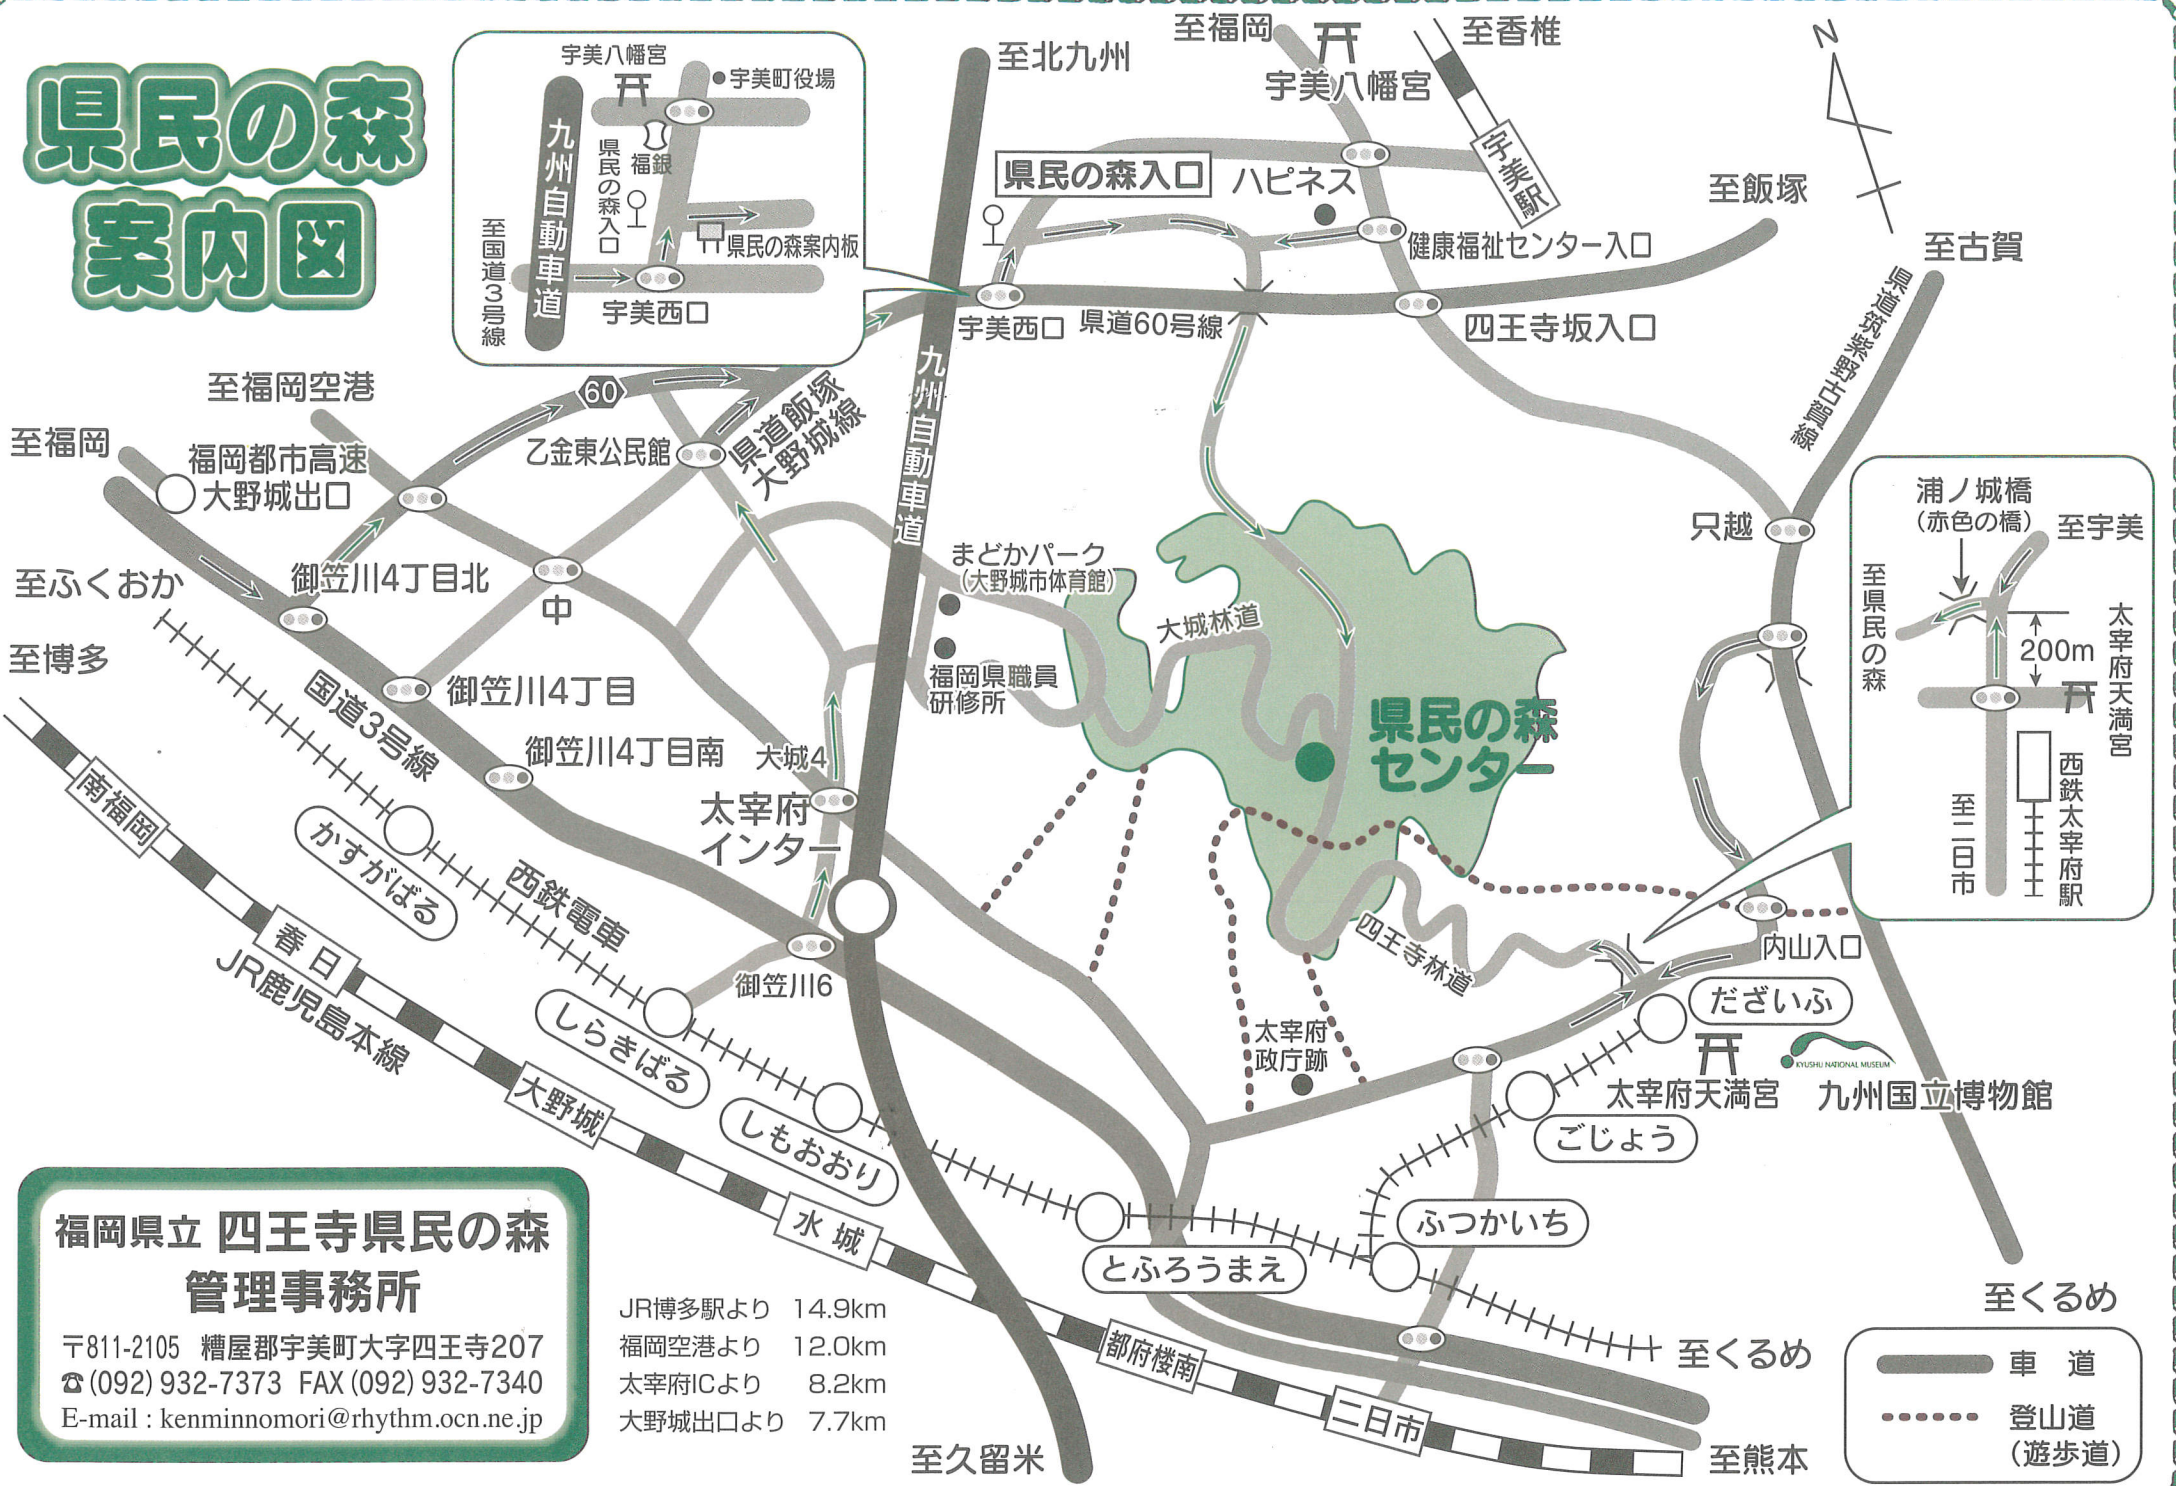 県民の森
案内図
宇美八幡宮
宇美町役場
九州自動車道
県民の森入口
福銀
至国道3号線
県民の森案内板
宇美西口
至北九州
至福岡
宇美八幡宮
至香椎
宇美駅
N
県民の森入口
ハピネス
健康福祉センター入口
至飯塚
至古賀
県道筑紫野古賀線
宇美西口
県道60号線
四王寺坂入口
至福岡空港
60
至福岡
福岡都市高速
大野城出口
乙金東公民館
県道飯塚
大野城線
九州自動車道
只越
至ふくおか
御笠川4丁目北
中
まどかパーク
(大野城市体育館)
大城林道
至博多
国道3号線
御笠川4丁目
福岡県職員
研修所
御笠川4丁目南
大城4
県民の森
センター
太宰府
インター
南福岡
かすがばる
西鉄電車
春日
JR鹿児島本線
御笠川6
しらきばる
四王寺林道
内山入口
浦ノ城橋
(赤色の橋)
至宇美
至県民の森
200m
太宰府天満宮
西鉄太宰府駅
至二日市
だざいふ
太宰府
政庁跡
太宰府天満宮
KYUSHU NATIONAL MUSEUM
九州国立博物館
大野城
しもおおり
ごじょう
水城
とふろうまえ
ふつかいち
都府楼南
二日市
至くるめ
至くるめ
至熊本
至久留米
福岡県立 四王寺県民の森
管理事務所
〒811-2105 糟屋郡宇美町大字四王寺207
☎(092)932-7373 FAX(092)932-7340
E-mail : kenminnomori@rhythm.ocn.ne.jp
JR博多駅より 14.9km
福岡空港より 12.0km
太宰府ICより 8.2km
大野城出口より 7.7km
車道
登山道
(遊歩道)